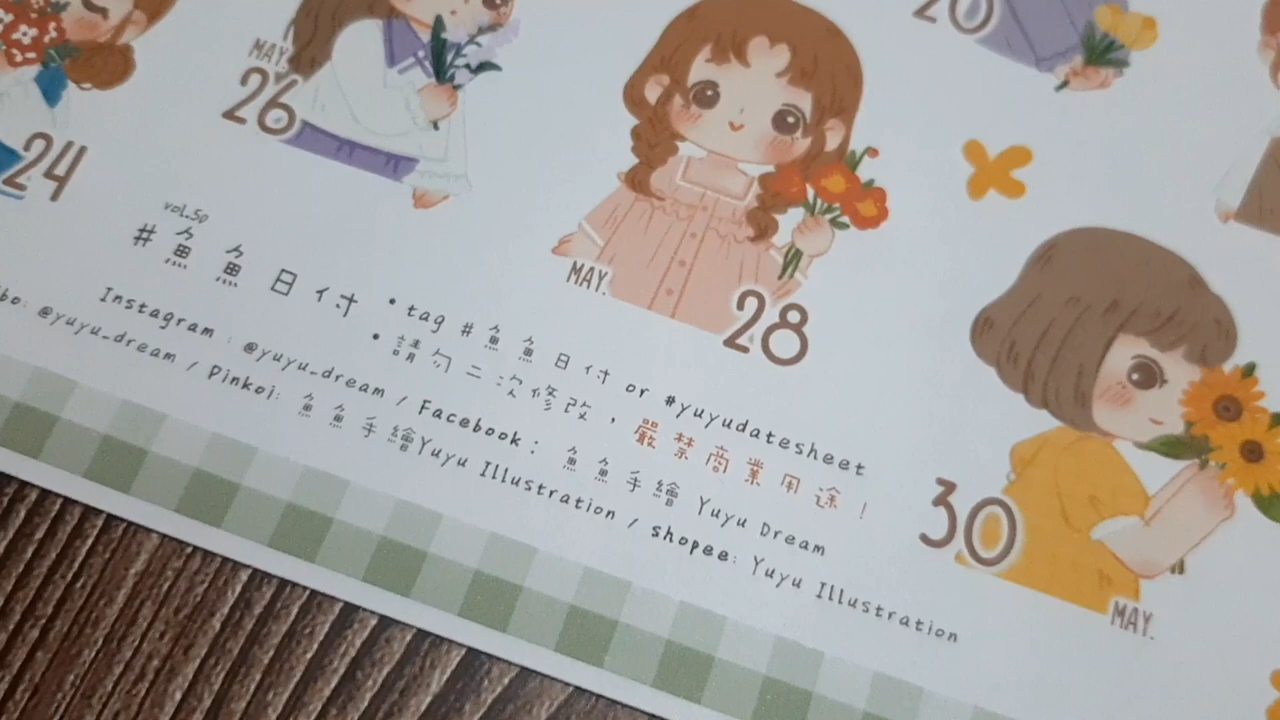 20
MAY.
26
24
MAY.
28
30
MAY.
vol.50
#魚魚日付
•tag #魚魚日付 or #yuyudatesheet
•請勿二次修改，嚴禁商業用途！
Instagram : @yuyu_dream / Facebook : 魚魚手繪 Yuyu Dream
@yuyu_dream / Pinkoi: 魚魚手繪Yuyu Illustration / shopee: Yuyu Illustration